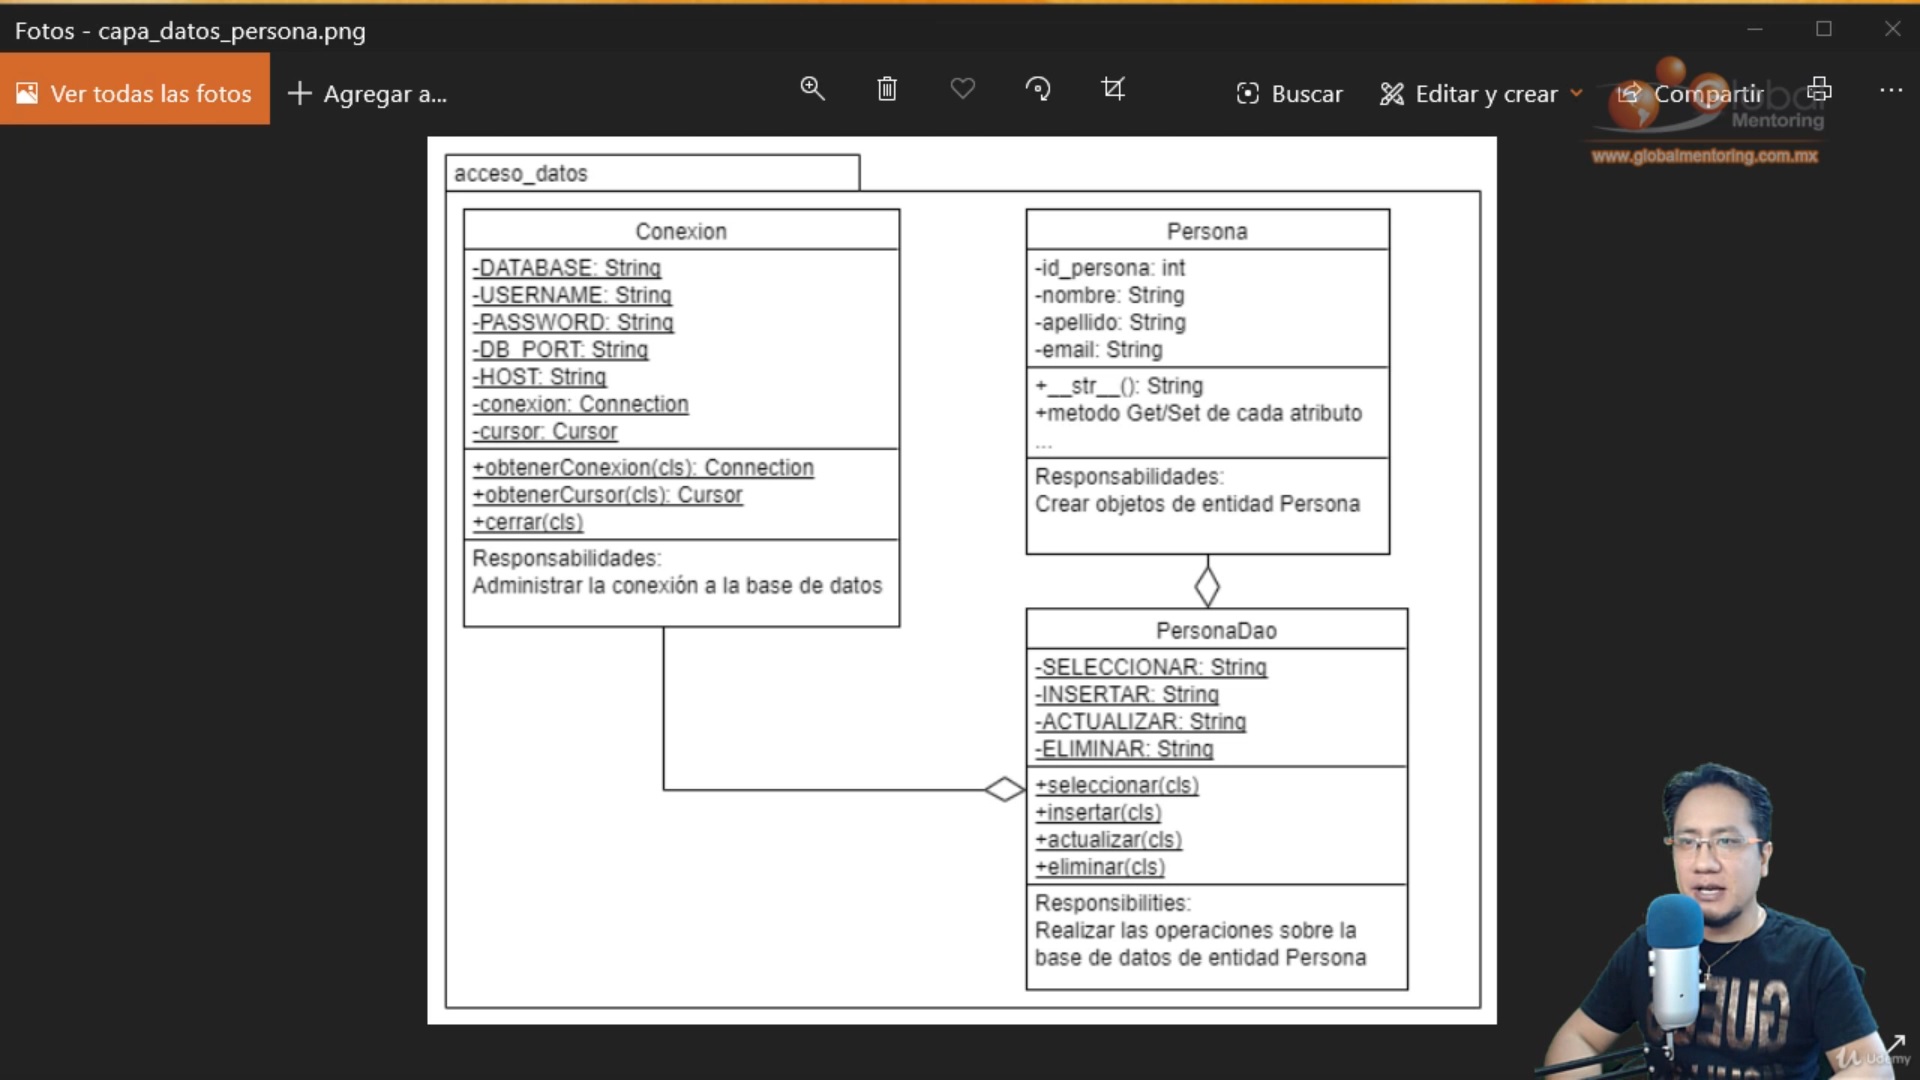 Fotos - capa_datos_persona.png
Ver todas las fotos
Agregar a...
Buscar
Editar y crear
Compartir
Global
Mentoring
www.globalmentoring.com.mx
acceso_datos
Conexion
-DATABASE: String
-USERNAME: String
-PASSWORD: String
-DB_PORT: String
-HOST: String
-conexion: Connection
-cursor: Cursor
+obtenerConexion(cls): Connection
+obtenerCursor(cls): Cursor
+cerrar(cls)
Responsabilidades:
Administrar la conexión a la base de datos
Persona
-id_persona: int
-nombre: String
-apellido: String
-email: String
+__str__(): String
+metodo Get/Set de cada atributo
...
Responsabilidades:
Crear objetos de entidad Persona
PersonaDao
-SELECCIONAR: String
-INSERTAR: String
-ACTUALIZAR: String
-ELIMINAR: String
+seleccionar(cls)
+insertar(cls)
+actualizar(cls)
+eliminar(cls)
Responsibilities:
Realizar las operaciones sobre la
base de datos de entidad Persona
Udemy